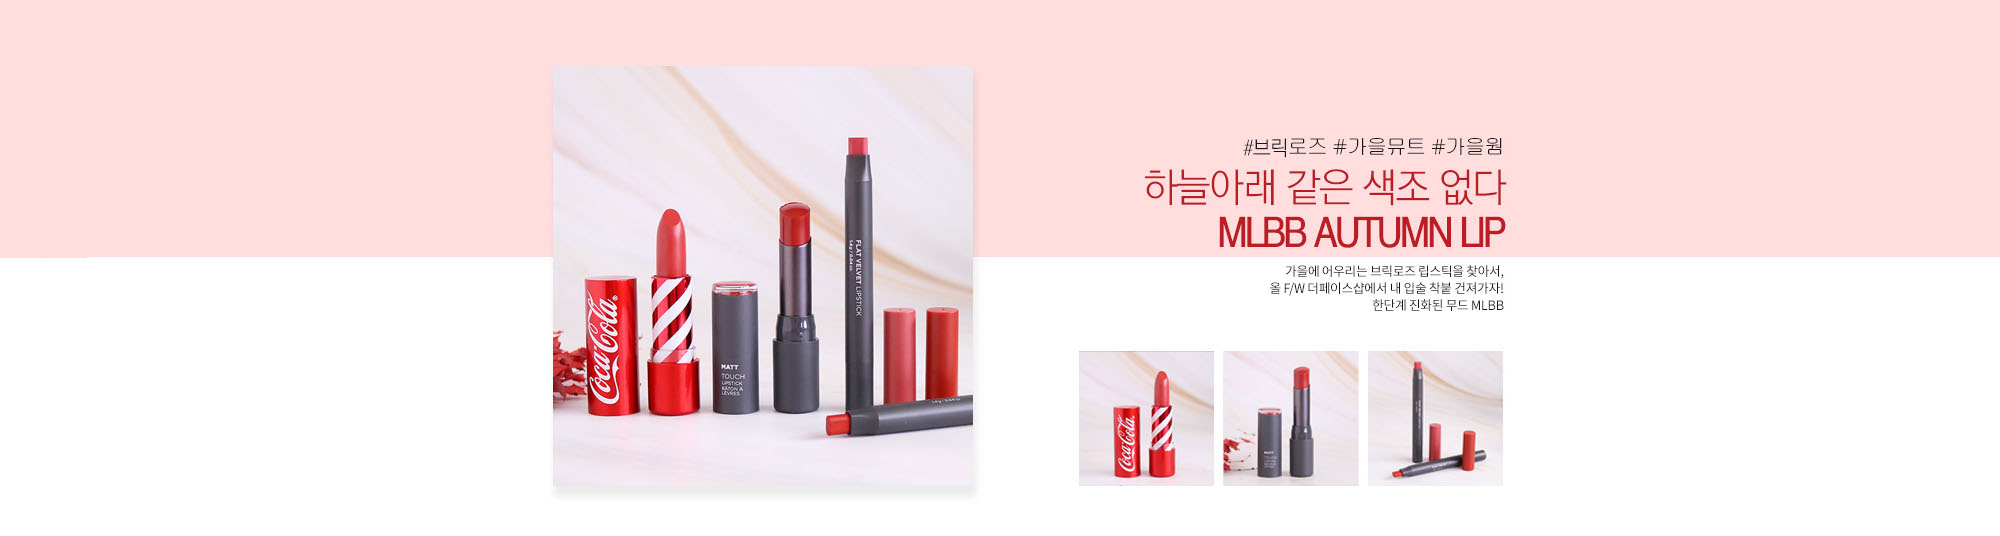 #브릭로즈 #가을뮤트 #가을웜
하늘아래 같은 색조 없다
MLBB AUTUMN LIP
가을에 어우리는 브릭로즈 립스틱을 찾아서,
올 F/W 더페이스샵에서 내 입술 착붙 건져가자!
한단계 진화된 무드 MLBB
Coca-Cola
MATT
TOUCH
LIPSTICK
BÂTON À
LÈVRES
FLAT VELVET LIPSTICK
Coca-Cola
MATT